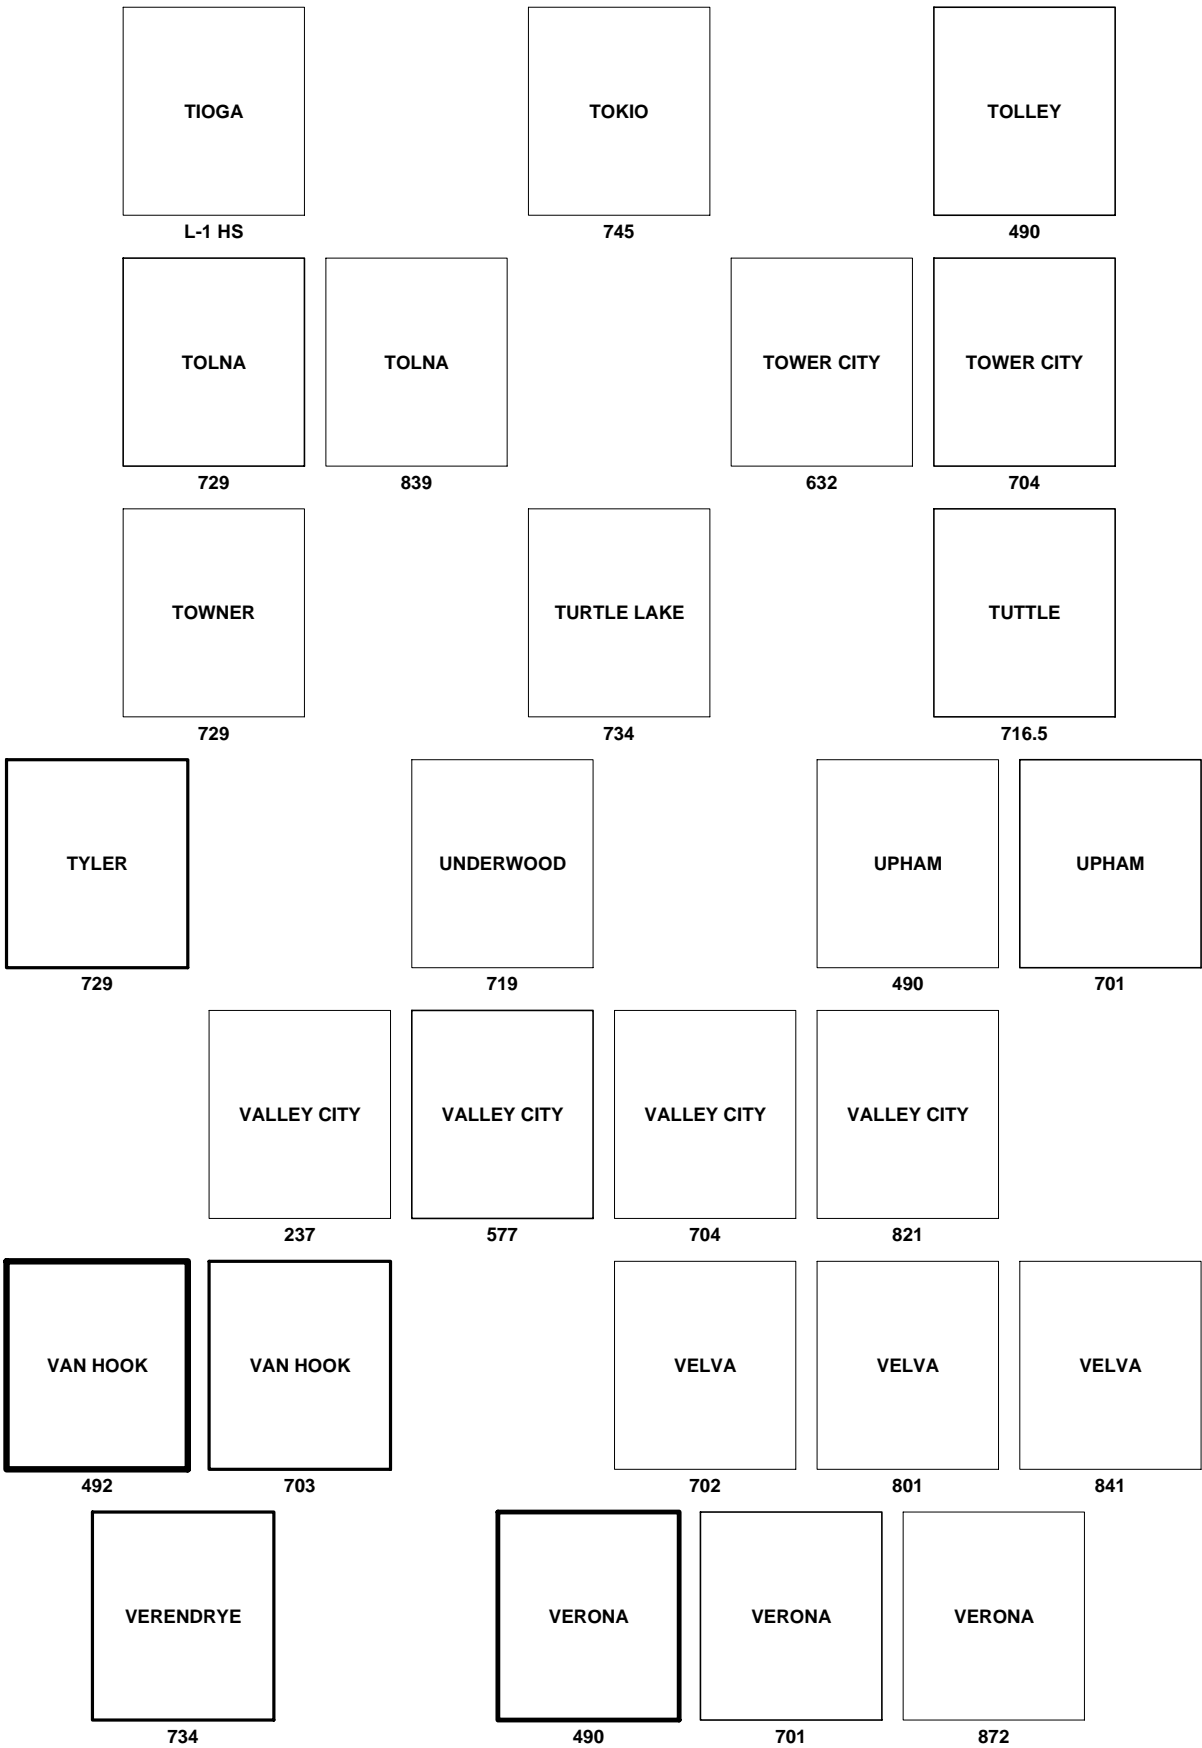 TIOGA
TOKIO
TOLLEY
L-1 HS
745
490
TOLNA
TOLNA
TOWER CITY
TOWER CITY
729
839
632
704
TOWNER
TURTLE LAKE
TUTTLE
729
734
716.5
TYLER
UNDERWOOD
UPHAM
UPHAM
729
719
490
701
VALLEY CITY
VALLEY CITY
VALLEY CITY
VALLEY CITY
237
577
704
821
VAN HOOK
VAN HOOK
VELVA
VELVA
VELVA
492
703
702
801
841
VERENDRYE
VERONA
VERONA
VERONA
734
490
701
872